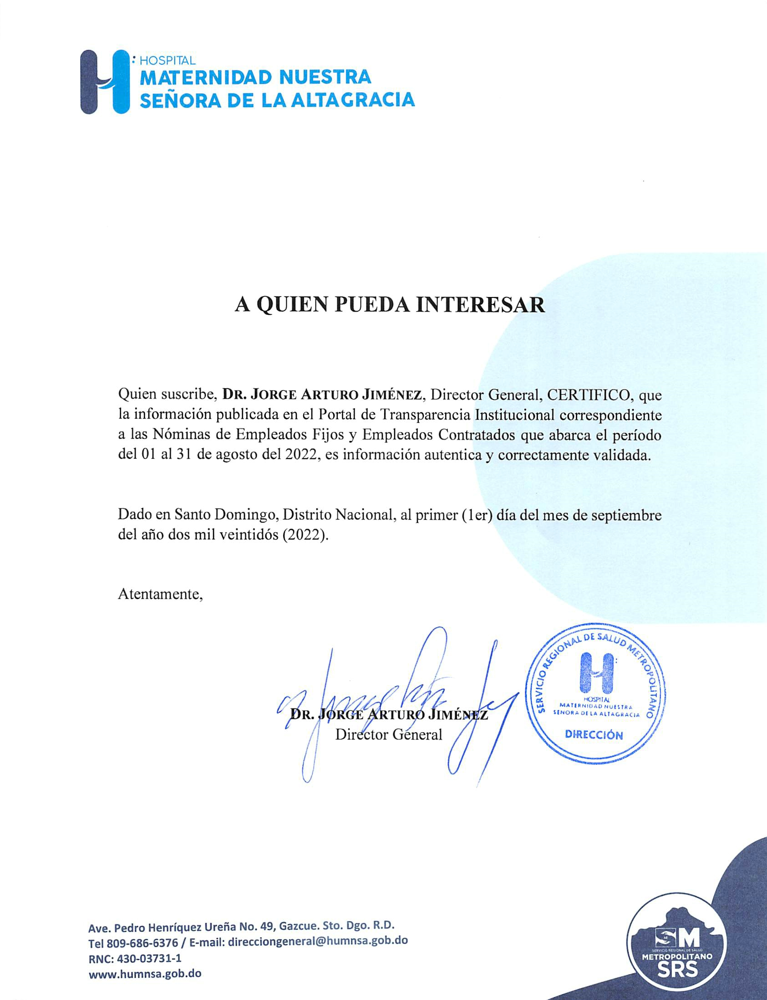 HOSPITAL
MATERNIDAD NUESTRA
SEÑORA DE LA ALTAGRACIA
A QUIEN PUEDA INTERESAR
Quien suscribe, DR. JORGE ARTURO JIMÉNEZ, Director General, CERTIFICO, que
la información publicada en el Portal de Transparencia Institucional correspondiente
a las Nóminas de Empleados Fijos y Empleados Contratados que abarca el período
del 01 al 31 de agosto del 2022, es información autentica y correctamente validada.
Dado en Santo Domingo, Distrito Nacional, al primer (1er) día del mes de septiembre
del año dos mil veintidós (2022).
Atentamente,
DR. JORGE ARTURO JIMÉNEZ
Director General
SERVICIO REGIONAL DE SALUD METROPOLITANO
HOSPITAL
MATERNIDAD NUESTRA
SEÑORA DE LA ALTAGRACIA
DIRECCIÓN
Ave. Pedro Henríquez Ureña No. 49, Gazcue. Sto. Dgo. R.D.
Tel 809-686-6376 / E-mail: direcciongeneral@humnsa.gob.do
RNC: 430-03731-1
www.humnsa.gob.do
SM
SERVICIO REGIONAL DE SALUD
METROPOLITANO
SRS